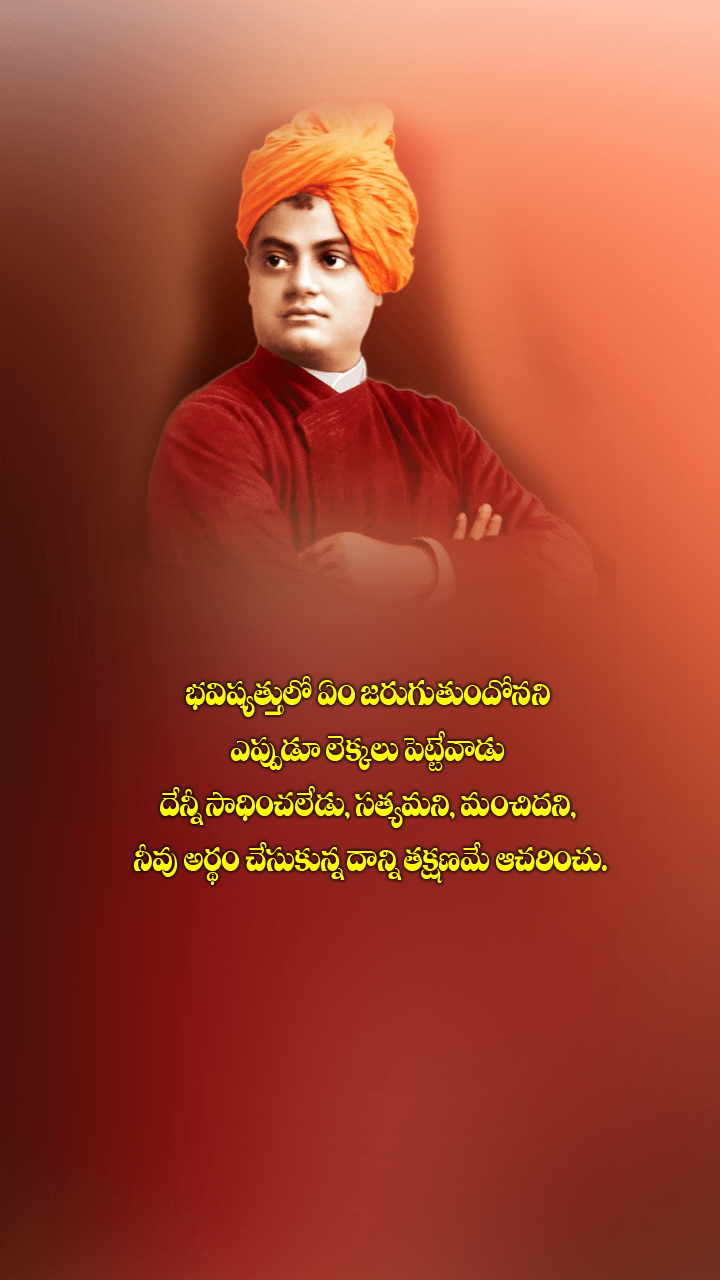 భవిష్యత్తులో ఏం జరుగుతుందోనని
ఎప్పుడూ లెక్కలు పెట్టేవాడు
దేన్నీ సాధించలేడు, సత్యమని, మంచిదని,
నీవు అర్థం చేసుకున్న దాన్ని తక్షణమే ఆచరించు.